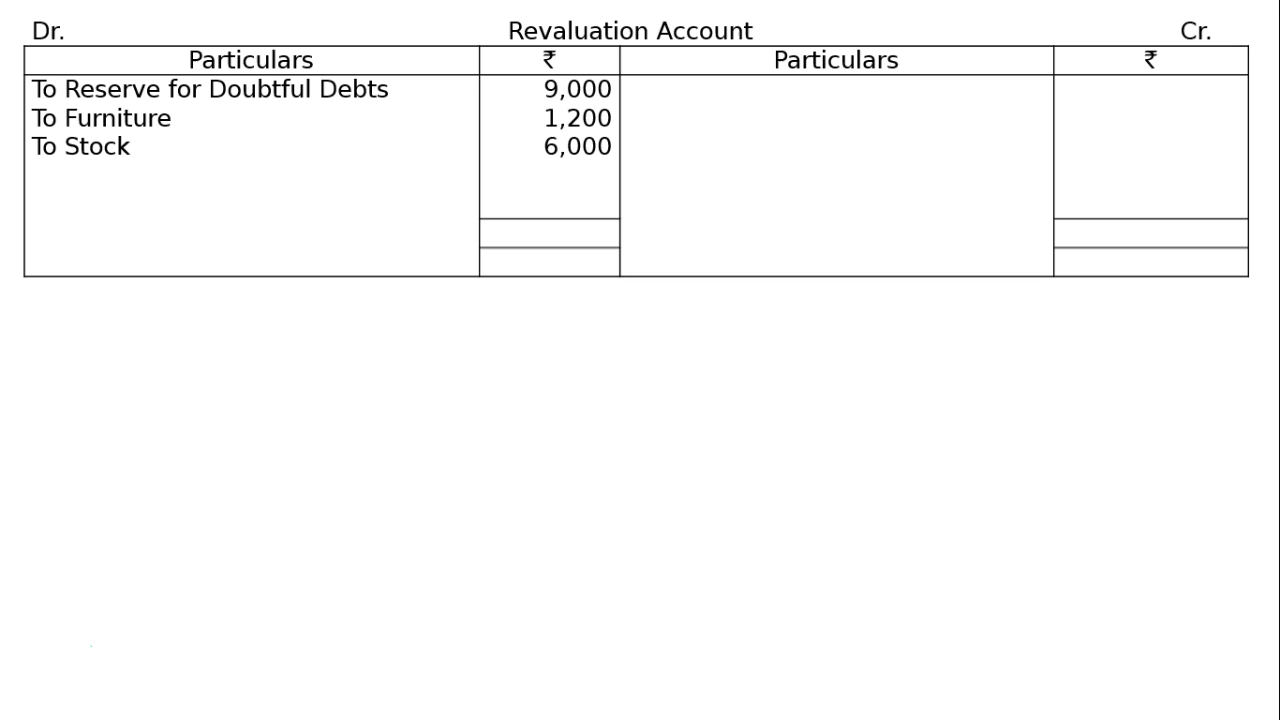 Dr. Revaluation Account Cr.
Particulars ₹ Particulars ₹
To Reserve for Doubtful Debts 9,000
To Furniture 1,200
To Stock 6,000